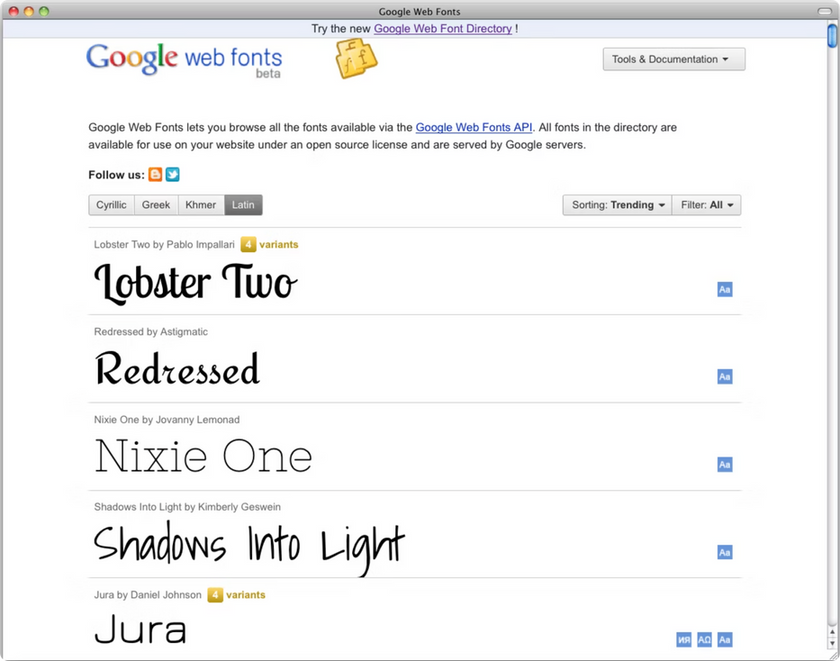 Google Web Fonts
Try the new Google Web Font Directory !
Google web fonts
beta
Tools & Documentation
Google Web Fonts lets you browse all the fonts available via the Google Web Fonts API. All fonts in the directory are
available for use on your website under an open source license and are served by Google servers.
Follow us:
Cyrillic Greek Khmer Latin Sorting: Trending Filter: All
Lobster Two by Pablo Impallari 4 variants
Lobster Two
Aa
Redressed by Astigmatic
Redressed
Aa
Nixie One by Jovanny Lemonad
Nixie One
Aa
Shadows Into Light by Kimberly Geswein
Shadows Into Light
Aa
Jura by Daniel Johnson 4 variants
Jura
ИЯ ΑΩ Aa